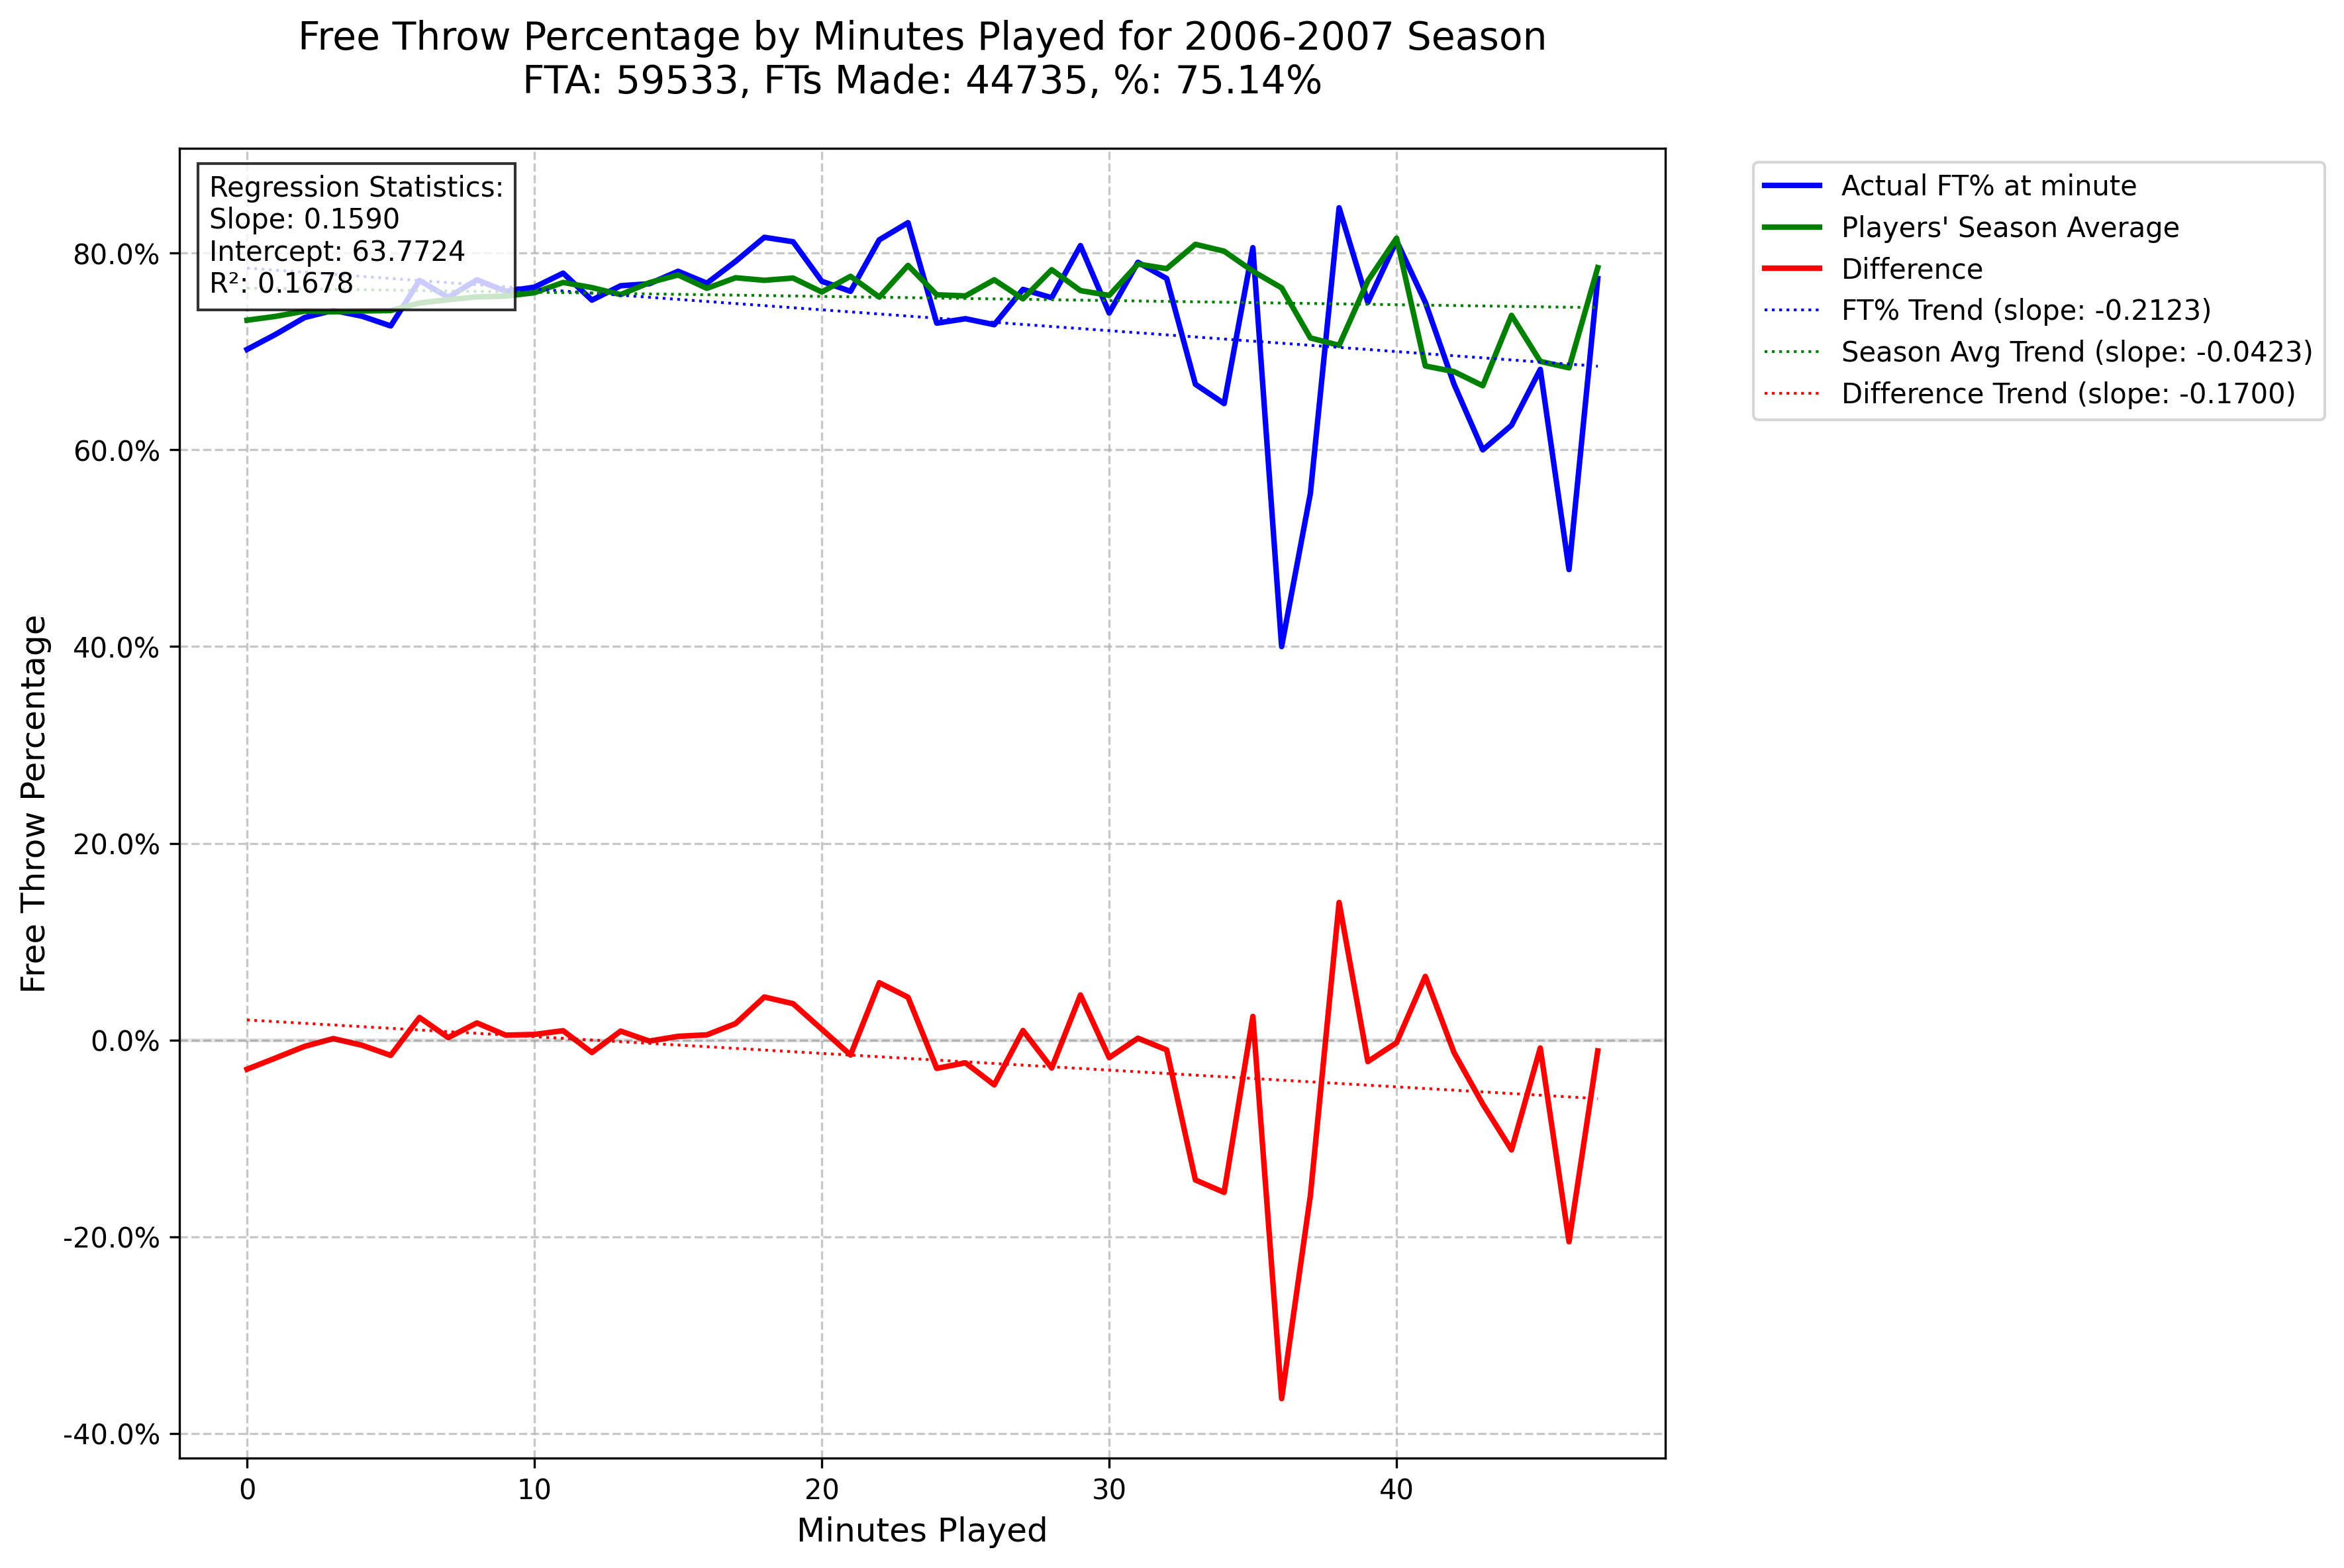 Free Throw Percentage by Minutes Played for 2006-2007 Season
FTA: 59533, FTs Made: 44735, %: 75.14%
Regression Statistics:
Slope: 0.1590
Intercept: 63.7724
R²: 0.1678
Actual FT% at minute
Players' Season Average
Difference
FT% Trend (slope: -0.2123)
Season Avg Trend (slope: -0.0423)
Difference Trend (slope: -0.1700)
Free Throw Percentage
80.0%
60.0%
40.0%
20.0%
0.0%
-20.0%
-40.0%
0 10 20 30 40
Minutes Played